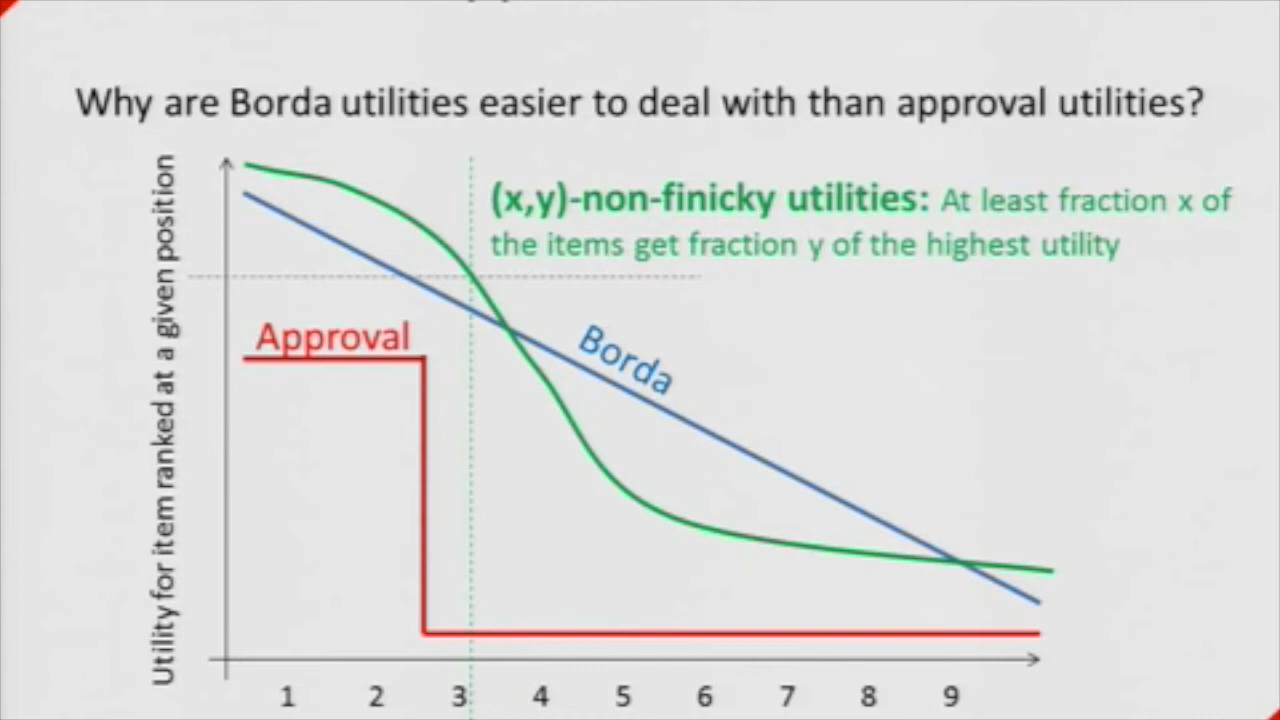 Why are Borda utilities easier to deal with than approval utilities?
Utility for item ranked at a given position
(x,y)-non-finicky utilities: At least fraction x of
the items get fraction y of the highest utility
Approval
Borda
1 2 3 4 5 6 7 8 9